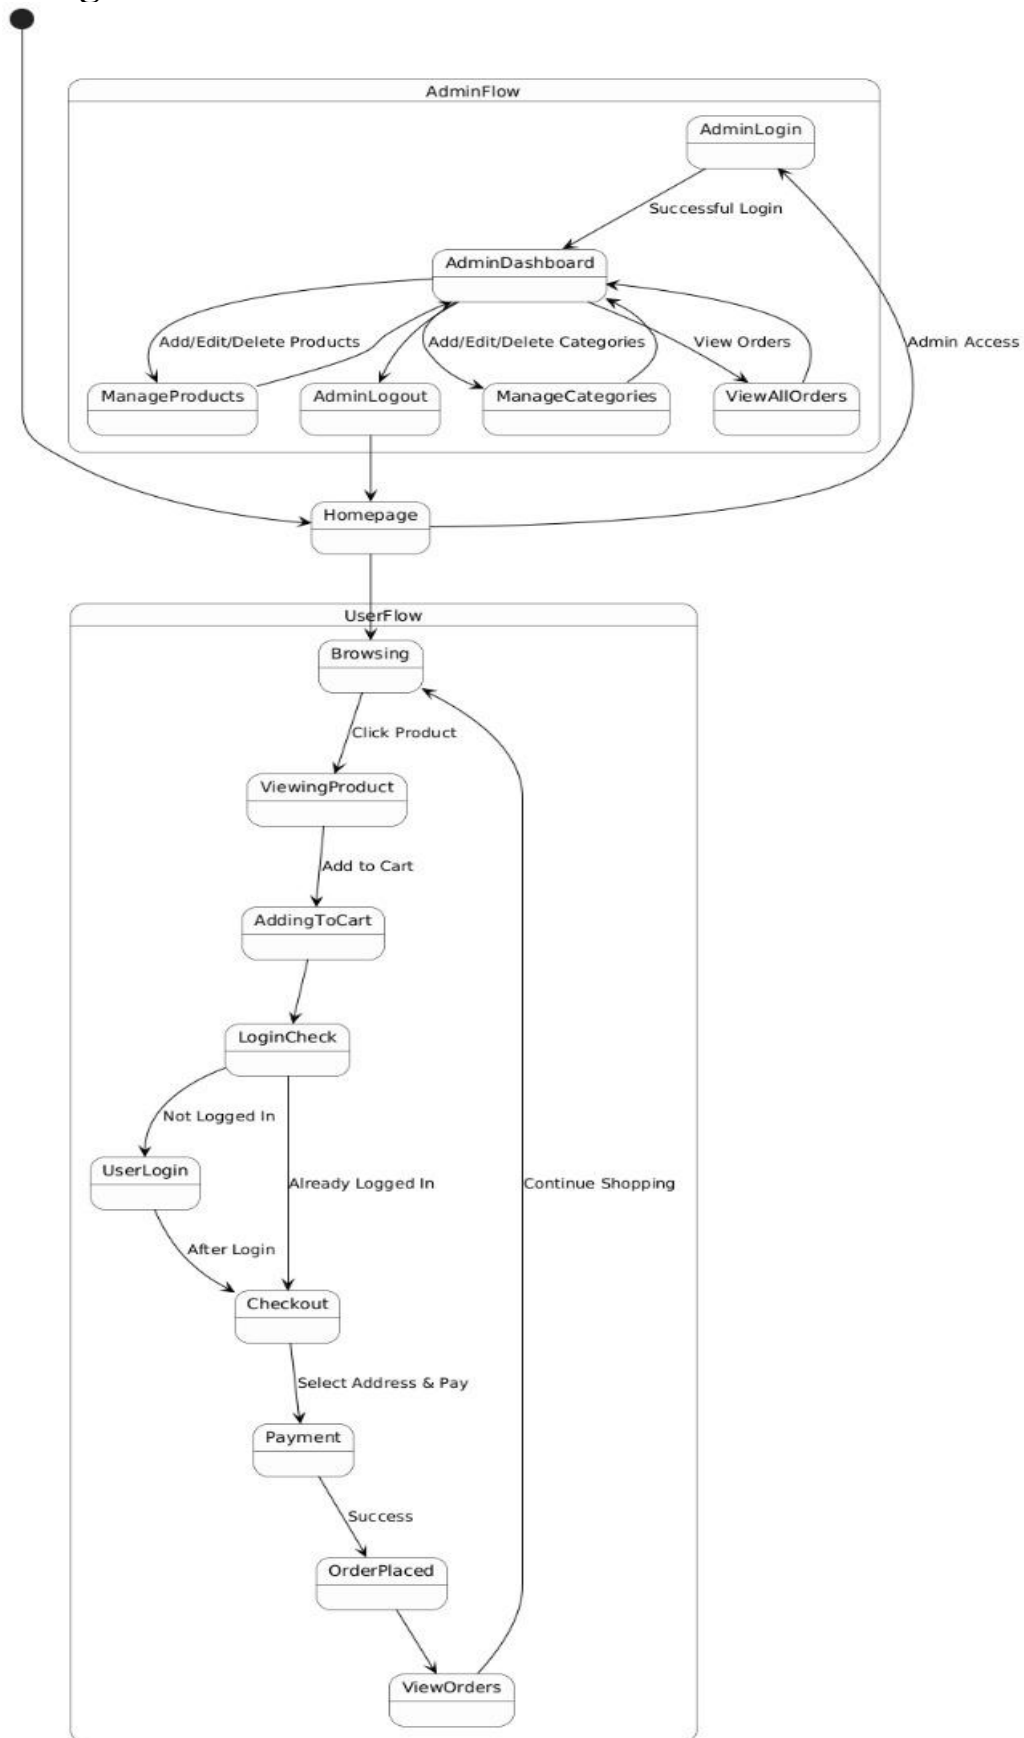 AdminFlow
AdminLogin
Successful Login
AdminDashboard
Add/Edit/Delete Products
Add/Edit/Delete Categories
View Orders
Admin Access
ManageProducts
AdminLogout
ManageCategories
ViewAllOrders
Homepage
UserFlow
Browsing
Click Product
ViewingProduct
Add to Cart
AddingToCart
LoginCheck
Not Logged In
UserLogin
Already Logged In
Continue Shopping
After Login
Checkout
Select Address & Pay
Payment
Success
OrderPlaced
ViewOrders